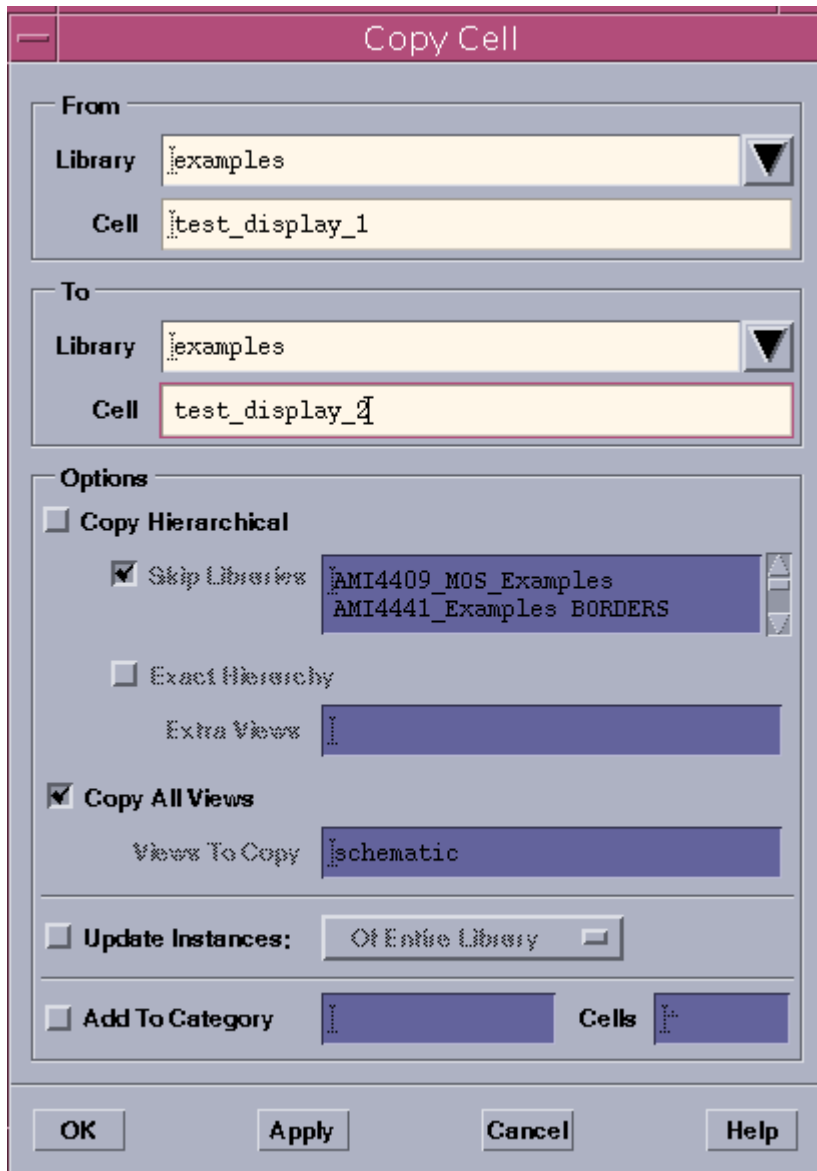 Copy Cell
From
Library examples
Cell test_display_1
To
Library examples
Cell test_display_2
Options
Copy Hierarchical
Skip Libraries AMI4409_MOS_Examples
AMI4441_Examples BORDERS
Exact Hierarchy
Extra Views
Copy All Views
Views To Copy schematic
Update Instances: Of Entire Library
Add To Category Cells
OK Apply Cancel Help